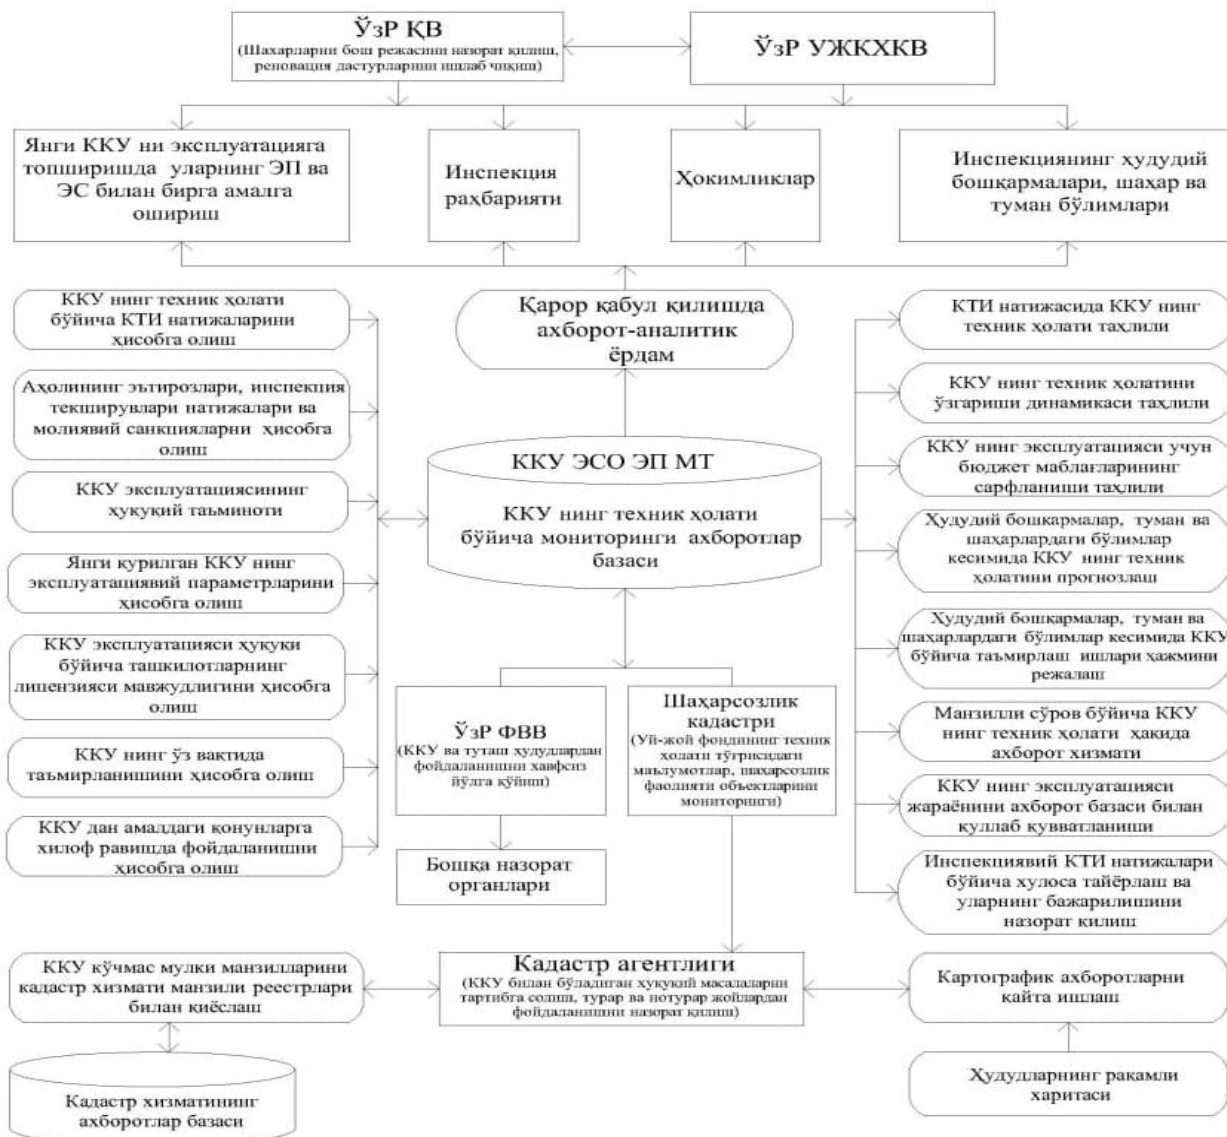 ЎзР ҚВ
(Шахарларни бош режасини назорат қилиш,
реновация дастурларини ишлаб чиқиш)
ЎзР УЖКХКВ
Янги ККУ ни эксплуатацияга
топширишда уларнинг ЭП ва
ЭС билан бирга амалга
ошириш
Инспекция
раҳбарияти
Ҳокимликлар
Инспекциянинг ҳудудий
бошқармалари, шаҳар ва
туман бўлимлари
ККУ нинг техник ҳолати
бўйича КТИ натижаларини
ҳисобга олиш
Қарор қабул қилишда
ахборот-аналитик
ёрдам
КТИ натижасида ККУ нинг
техник ҳолати таҳлили
Аҳолининг эътирозлари, инспекция
текширувлари натижалари ва
молиявий санкцияларни ҳисобга
олиш
ККУ нинг техник ҳолатини
ўзгариши динамикаси таҳлили
ККУ ЭСО ЭП МТ
ККУ нинг техник ҳолати
бўйича мониторинги ахборотлар
базаси
ККУ нинг эксплуатацияси учун
бюджет маблағларининг
сарфланиши таҳлили
ККУ эксплуатациясининг
ҳуқуқий таъминоти
Ҳудудий бошкармалар, туман ва
шаҳарлардаги бўлимлар
кесимида ККУ нинг техник
ҳолатини прогнозлаш
Янги қурилган ККУ нинг
эксплуатациявий параметрларини
ҳисобга олиш
Ҳудудий бошқармалар, туман ва
шаҳарлардаги бўлимлар кесимида ККУ
бўйича таъмирлаш ишлари ҳажмини
режалаш
ККУ эксплуатацияси ҳуқуқи
бўйича ташкилотларнинг
лицензияси мавжудлигини ҳисобга
олиш
ЎзР ФВВ
(ККУ ва туташ ҳудудлардан
фойдаланишни хавфсиз
йўлга қўйиш)
Шаҳарсозлик
кадастри
(Уй-жой фондининг техник
ҳолати тўғрисидаги
маълумотлар, шаҳарсозлик
фаолияти объектларини
мониторинги)
Манзилли сўров бўйича ККУ
нинг техник ҳолати ҳақида
ахборот хизмати
ККУ нинг ўз вақтида
таъмирланишини ҳисобга олиш
ККУ нинг эксплуатацияси
жараёнини ахборот базаси билан
қуллаб қувватланиши
ККУ дан амалдаги қонунларга
хилоф равишда фойдаланишни
ҳисобга олиш
Бошқа назорат
органлари
Инспекциявий КТИ натижалари
бўйича хулоса тайёрлаш ва
уларнинг бажарилишини
назорат қилиш
ККУ кўчмас мулки манзилларини
кадастр хизмати манзили реестрлари
билан қиёслаш
Кадастр агентлиги
(ККУ билан бўладиган ҳуқуқий масалаларни
тартибга солиш, турар ва нотурар жойлардан
фойдаланишни назорат қилиш)
Картографик ахборотларни
қайта ишлаш
Кадастр хизматининг
ахборотлар базаси
Ҳудудларнинг рақамли
харитаси